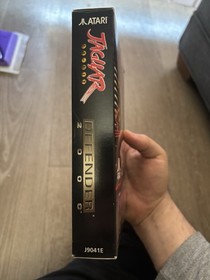 ATARI
JAGUAR
DEFENDER
2000
J9041E